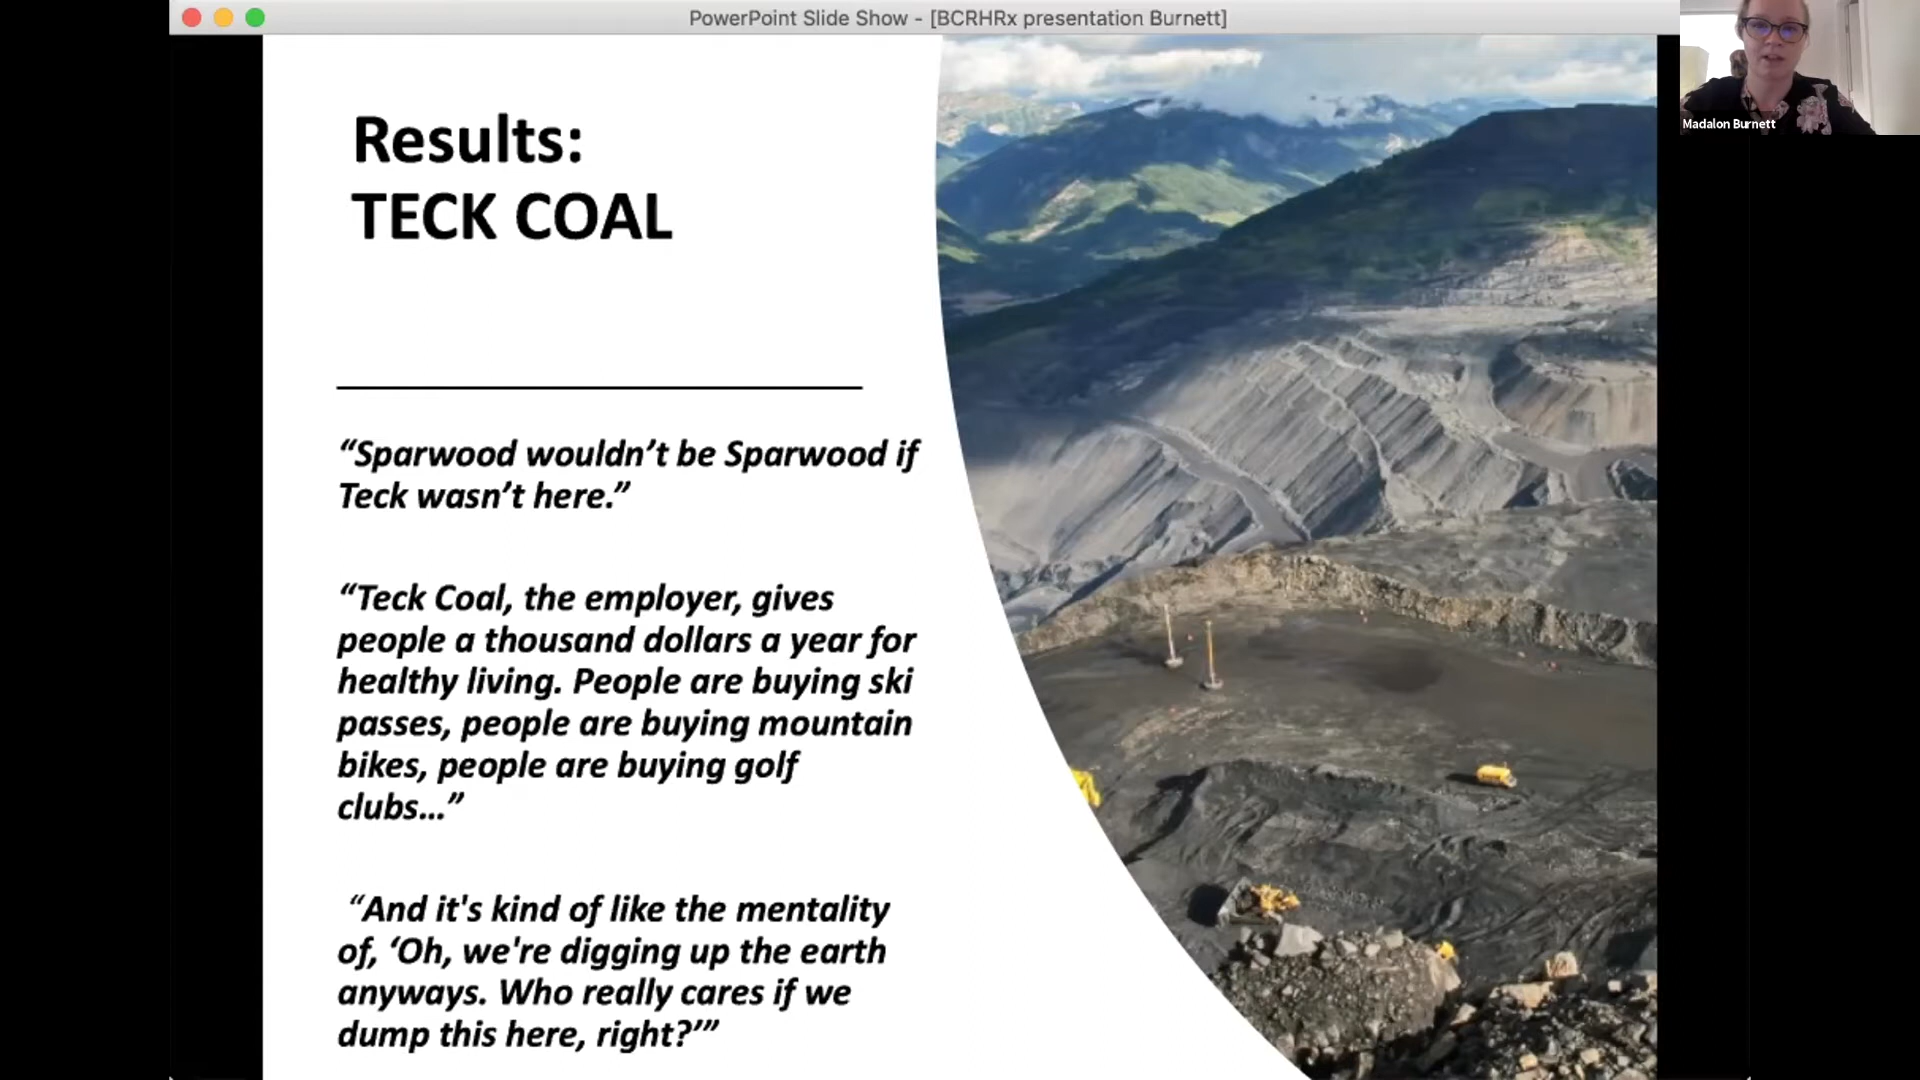 PowerPoint Slide Show - [BCRHRx presentation Burnett]
Madalon Burnett
Results:
TECK COAL
“Sparwood wouldn’t be Sparwood if
Teck wasn’t here.”
“Teck Coal, the employer, gives
people a thousand dollars a year for
healthy living. People are buying ski
passes, people are buying mountain
bikes, people are buying golf
clubs…”
“And it's kind of like the mentality
of, ‘Oh, we're digging up the earth
anyways. Who really cares if we
dump this here, right?’”